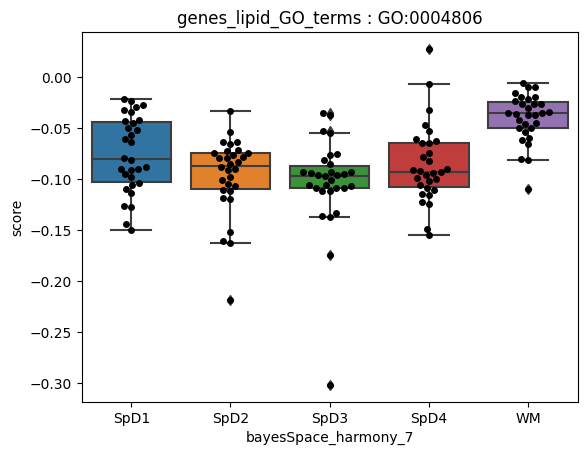 genes_lipid_GO_terms : GO:0004806
0.00
−0.05
−0.10
−0.15
−0.20
−0.25
−0.30
score
SpD1 SpD2 SpD3 SpD4 WM
bayesSpace_harmony_7